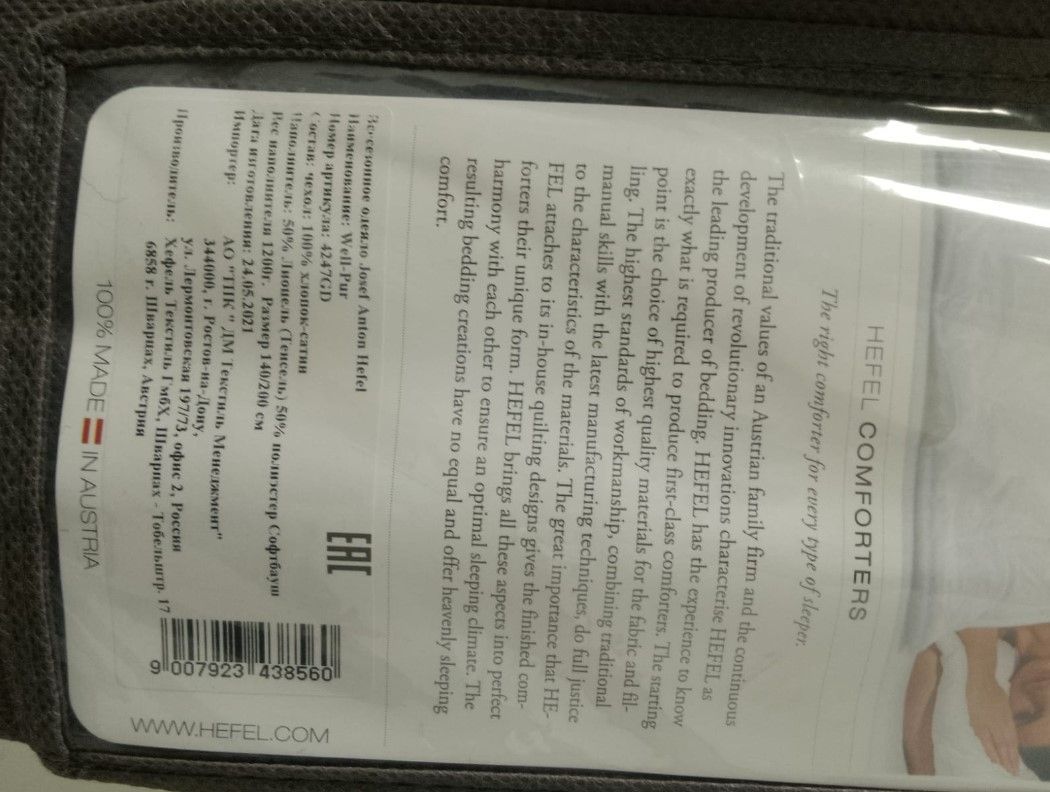 HEFEL COMFORTERS
The right comforter for every type of sleeper.
The traditional values of an Austrian family firm and the continuous
development of revolutionary innovations characterise HEFEL as
the leading producer of bedding. HEFEL has the experience to know
exactly what is required to produce first-class comforters. The starting
point is the choice of highest quality materials for the fabric and fil-
ling. The highest standards of workmanship, combining traditional
manual skills with the latest manufacturing techniques, do full justice
to the characteristics of the materials. The great importance that HE-
FEL attaches to its in-house quilting designs gives the finished com-
forters their unique form. HEFEL brings all these aspects into perfect
harmony with each other to ensure an optimal sleeping climate. The
resulting bedding creations have no equal and offer heavenly sleeping
comfort.
Всесезонное одеяло Josef Anton Hefel
Наименование: Well-Pur
Номер артикула: 4247GD
Состав: чехол: 100% хлопок-сатин
Наполнитель: 50% Лиоцель (Тенсель) 50% полиэстер Софтбауш
Вес наполнителя 1200г. Размер 140/200 см
Дата изготовления: 24.05.2021
Импортер: АО "ТПК" ДМ Текстиль Менеджмент"
344000, г. Ростов-на-Дону,
ул. Лермонтовская 197/73, офис 2, Россия
Производитель: Хефель Текстиль ГмбХ, Шварцах - Тобельштр. 17
6858 г. Шварцах, Австрия
EAC
9 007923 438560
100% MADE IN AUSTRIA
WWW.HEFEL.COM